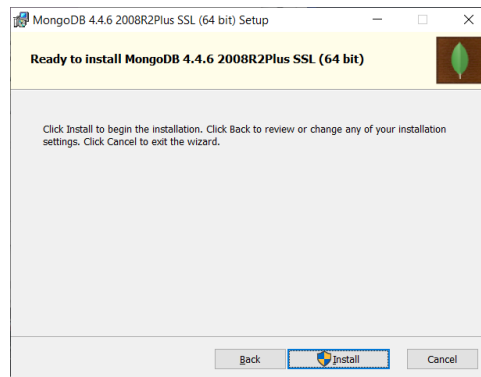 MongoDB 4.4.6 2008R2Plus SSL (64 bit) Setup
Ready to install MongoDB 4.4.6 2008R2Plus SSL (64 bit)
Click Install to begin the installation. Click Back to review or change any of your installation
settings. Click Cancel to exit the wizard.
Back Install Cancel